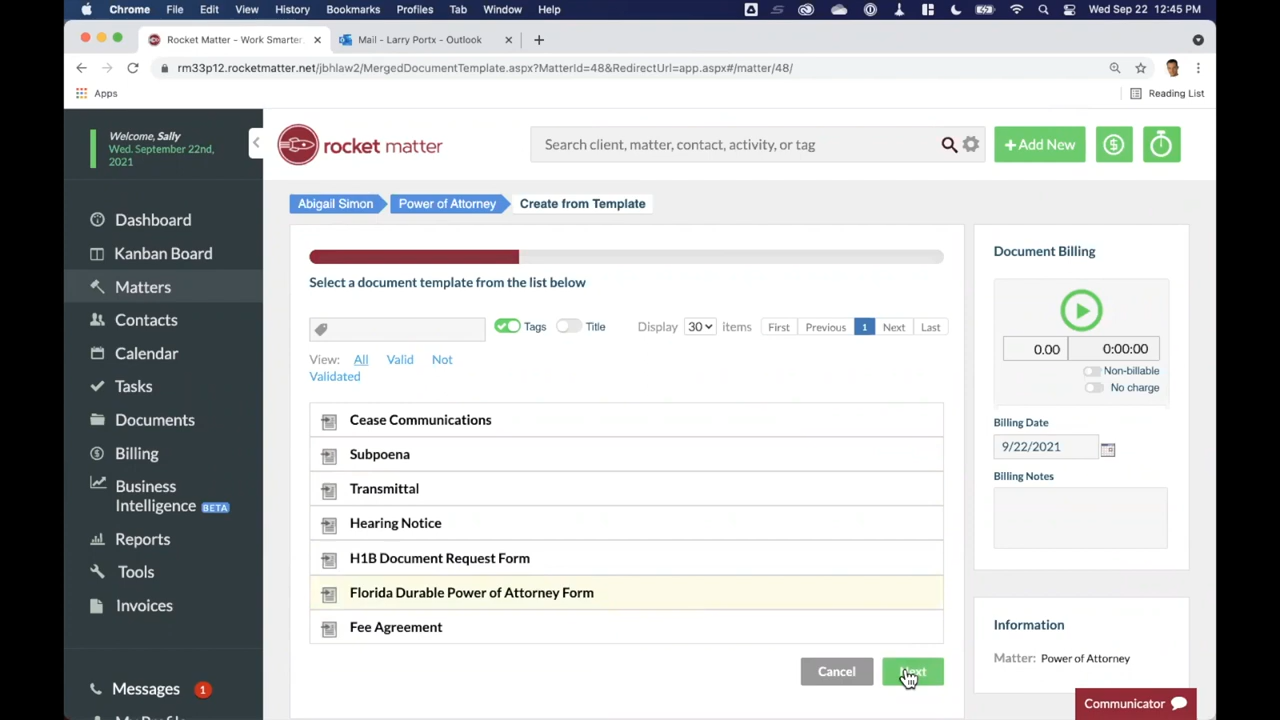 Chrome File Edit View History Bookmarks Profiles Tab Window Help Wed Sep 22 12:45 PM
Rocket Matter - Work Smarter, Mail - Larry Portx - Outlook
rm33p12.rocketmatter.net/jbhlaw2/MergedDocumentTemplate.aspx?MatterId=48&RedirectUrl=app.aspx#/matter/48/
Apps Reading List
Welcome, Sally
Wed. September 22nd,
2021
rocket matter
Search client, matter, contact, activity, or tag
+ Add New
Abigail Simon Power of Attorney Create from Template
Dashboard
Kanban Board
Matters
Contacts
Calendar
Tasks
Documents
Billing
Business
Intelligence BETA
Reports
Tools
Invoices
Messages 1
Select a document template from the list below
Tags Title Display 30 items First Previous 1 Next Last
View: All Valid Not
Validated
Cease Communications
Subpoena
Transmittal
Hearing Notice
H1B Document Request Form
Florida Durable Power of Attorney Form
Fee Agreement
Cancel Next
Document Billing
0.00 0:00:00
Non-billable
No charge
Billing Date
9/22/2021
Billing Notes
Information
Matter: Power of Attorney
Communicator